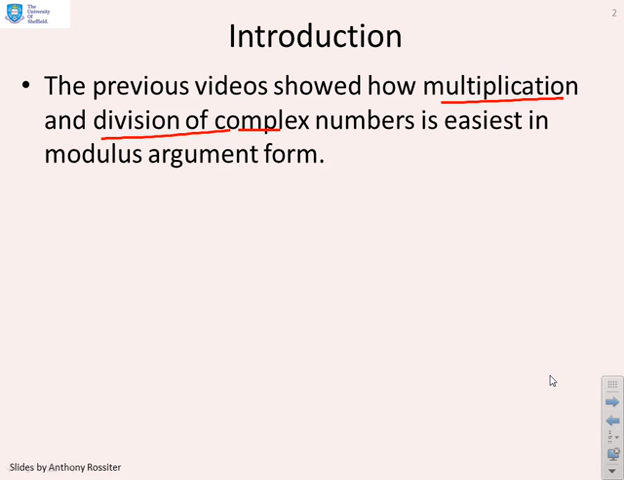 The
University
Of
Sheffield.
2
Introduction
• The previous videos showed how multiplication
and division of complex numbers is easiest in
modulus argument form.
Slides by Anthony Rossiter